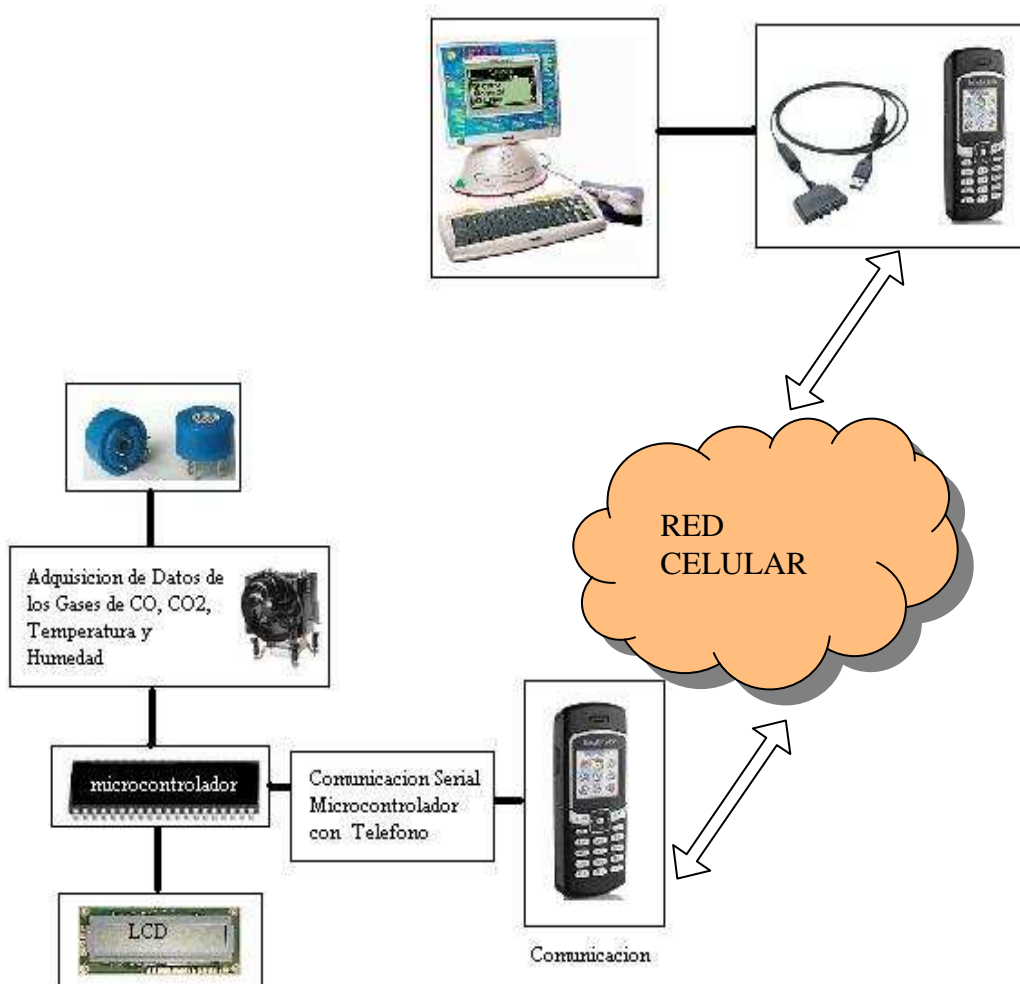 RED
CELULAR
Adquisicion de Datos de
los Gases de CO, CO2,
Temperatura y
Humedad
microcontrolador
Comunicacion Serial
Microcontrolador
con Telefono
LCD
Comunicacion